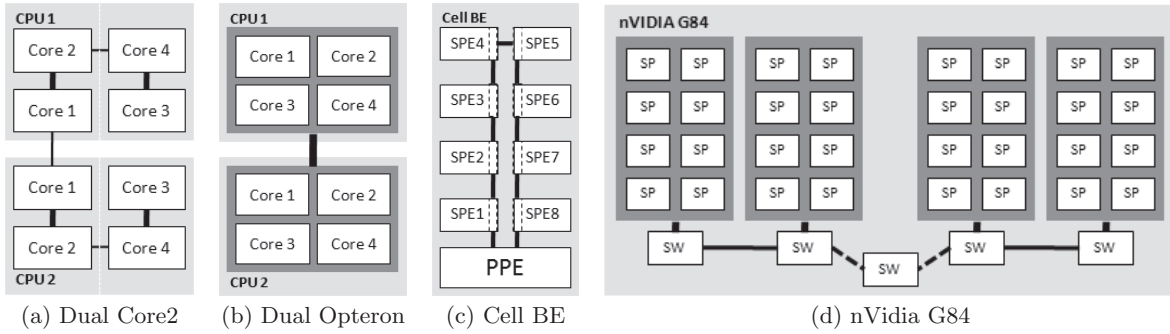 CPU 1
Core 2 Core 4
Core 1 Core 3
Core 1 Core 3
Core 2 Core 4
CPU 2
(a) Dual Core2
CPU 1
Core 1 Core 2
Core 3 Core 4
Core 1 Core 2
Core 3 Core 4
CPU 2
(b) Dual Opteron
Cell BE
SPE4 SPE5
SPE3 SPE6
SPE2 SPE7
SPE1 SPE8
PPE
(c) Cell BE
nVIDIA G84
SP SP SP SP SP SP SP SP
SP SP SP SP SP SP SP SP
SP SP SP SP SP SP SP SP
SP SP SP SP SP SP SP SP
SW SW SW SW
SW
(d) nVidia G84